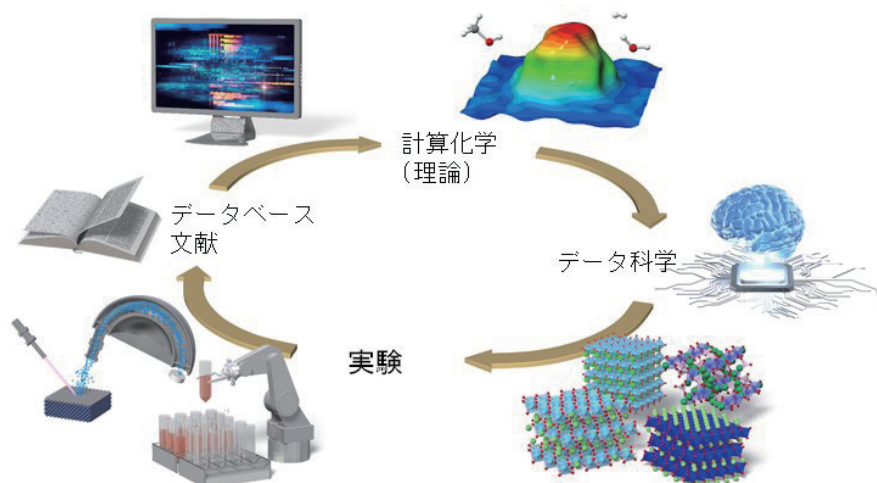 計算化学
（理論）
データベース
文献
データ科学
実験